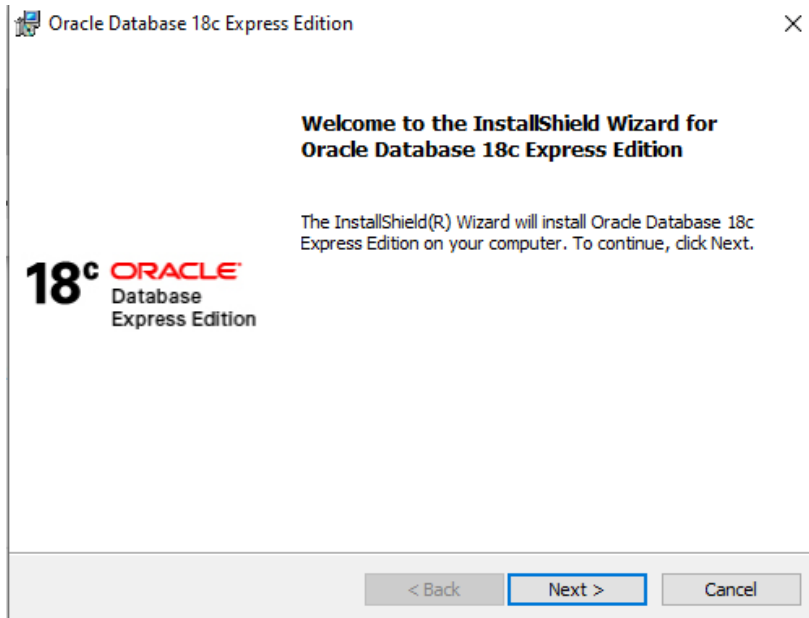 Oracle Database 18c Express Edition
Welcome to the InstallShield Wizard for
Oracle Database 18c Express Edition
The InstallShield(R) Wizard will install Oracle Database 18c
Express Edition on your computer. To continue, click Next.
18c ORACLE
Database
Express Edition
< Back Next > Cancel